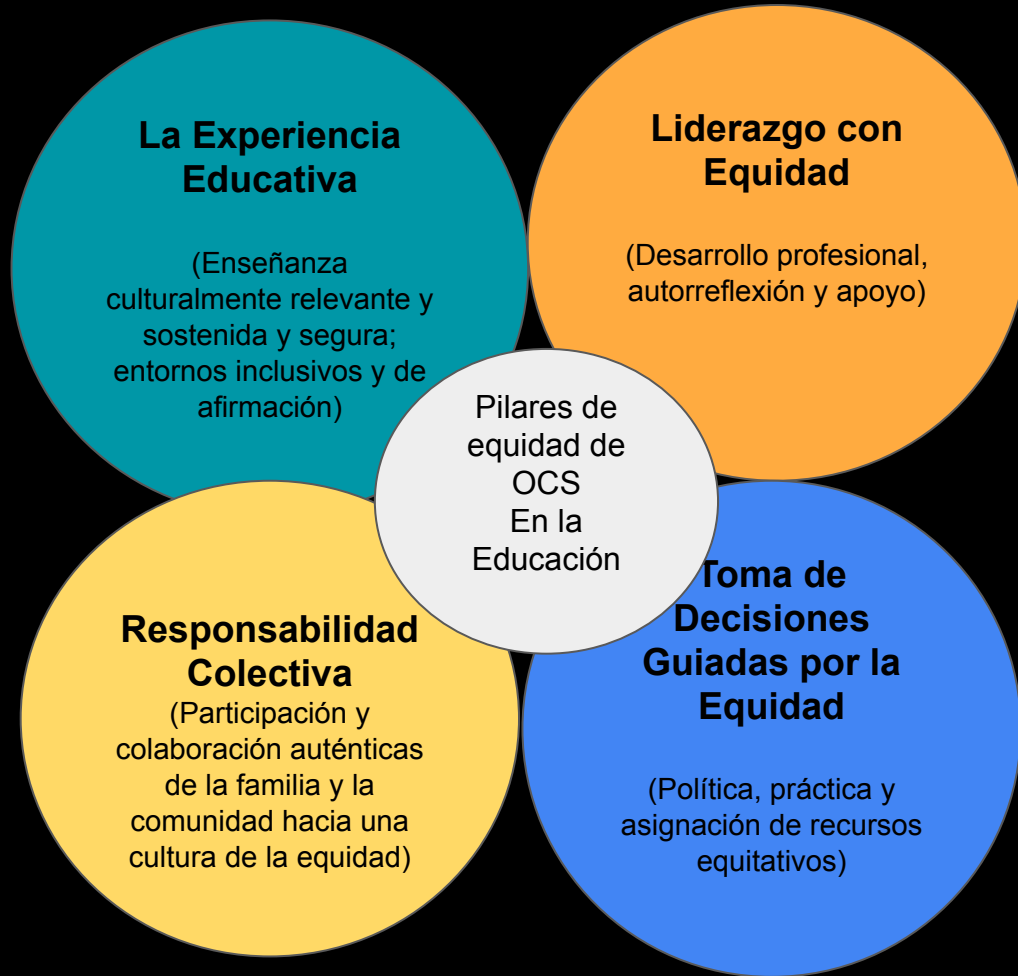 La Experiencia
Educativa
(Enseñanza
culturalmente relevante y
sostenida y segura;
entornos inclusivos y de
afirmación)
Liderazgo con
Equidad
(Desarrollo profesional,
autorreflexión y apoyo)
Pilares de
equidad de
OCS
En la
Educación
Responsabilidad
Colectiva
(Participación y
colaboración auténticas
de la familia y la
comunidad hacia una
cultura de la equidad)
Toma de
Decisiones
Guiadas por la
Equidad
(Política, práctica y
asignación de recursos
equitativos)